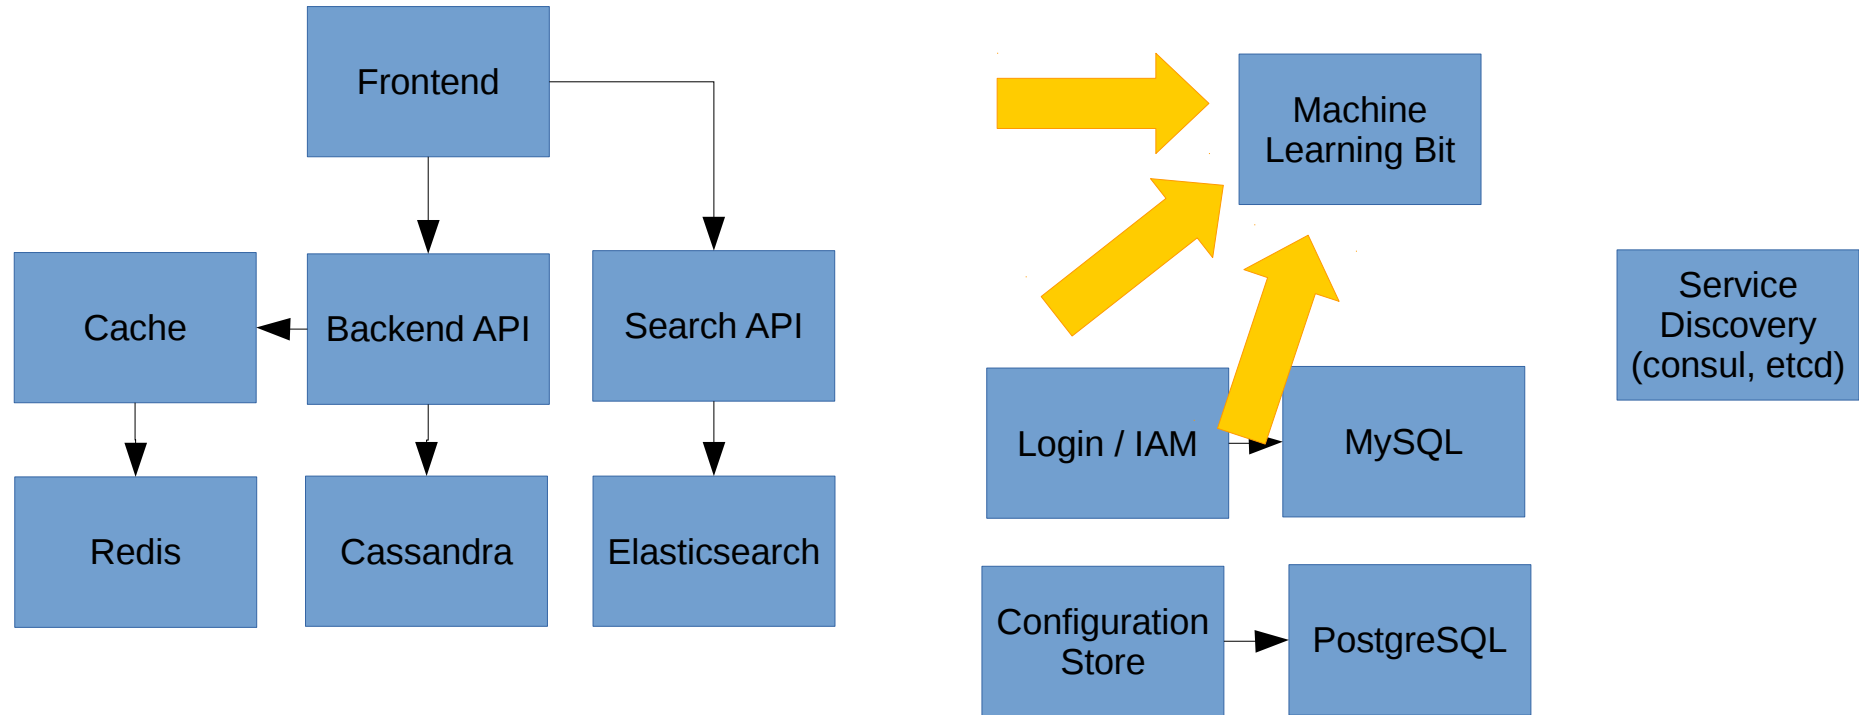 Frontend
Machine
Learning Bit
Cache
Backend API
Search API
Service
Discovery
(consul, etcd)
Login / IAM
MySQL
Redis
Cassandra
Elasticsearch
Configuration
Store
PostgreSQL